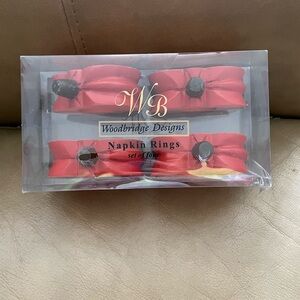 WB
Woodbridge Designs
Napkin Rings
set of four